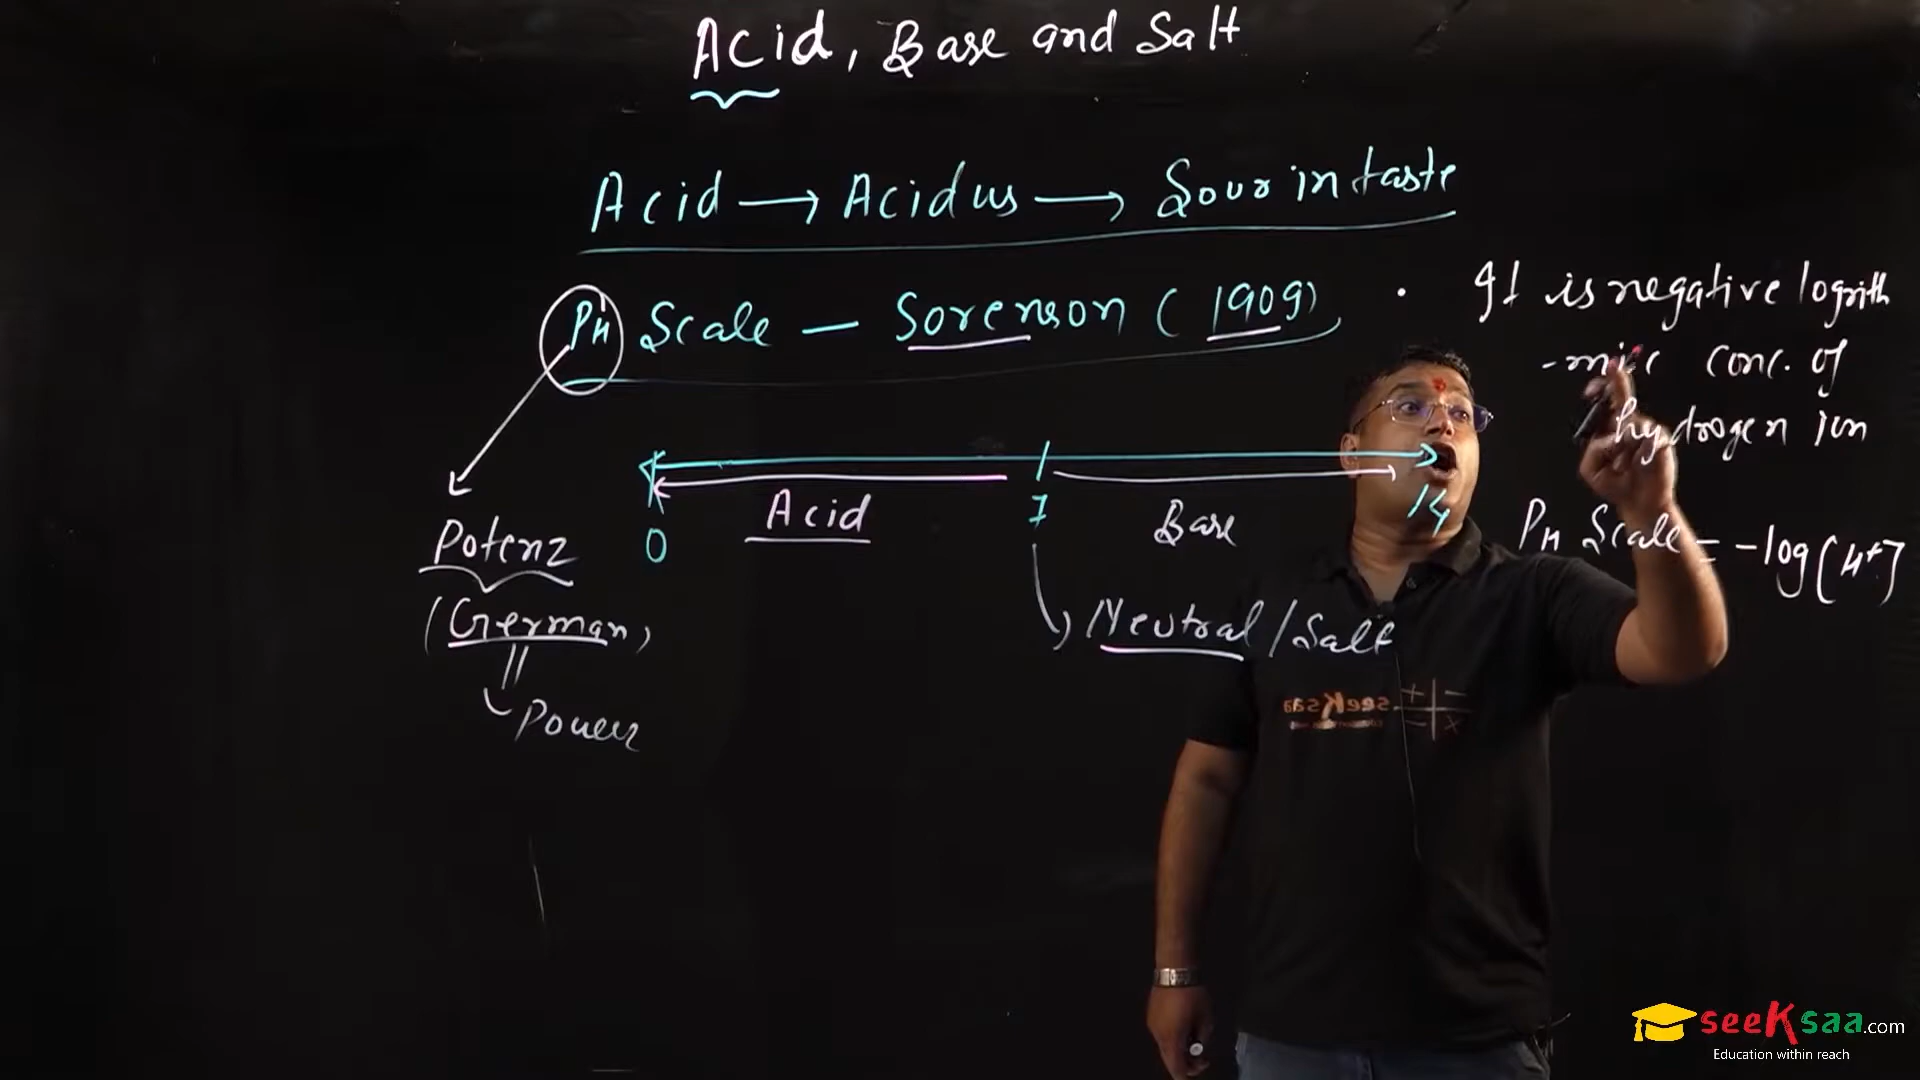 Acid, Base and Salt
Acid → Acidus → Sour in taste
PH Scale — Sorenson (1909)
• It is negative logrith
-mic conc. of
hydrogen ion
PH Scale = -log[H+]
0 Acid 7 Base 14
Neutral / Salt
Potenz
(German)
Power
seeKsaa
+ -
- x
seeKsaa.com
Education within reach